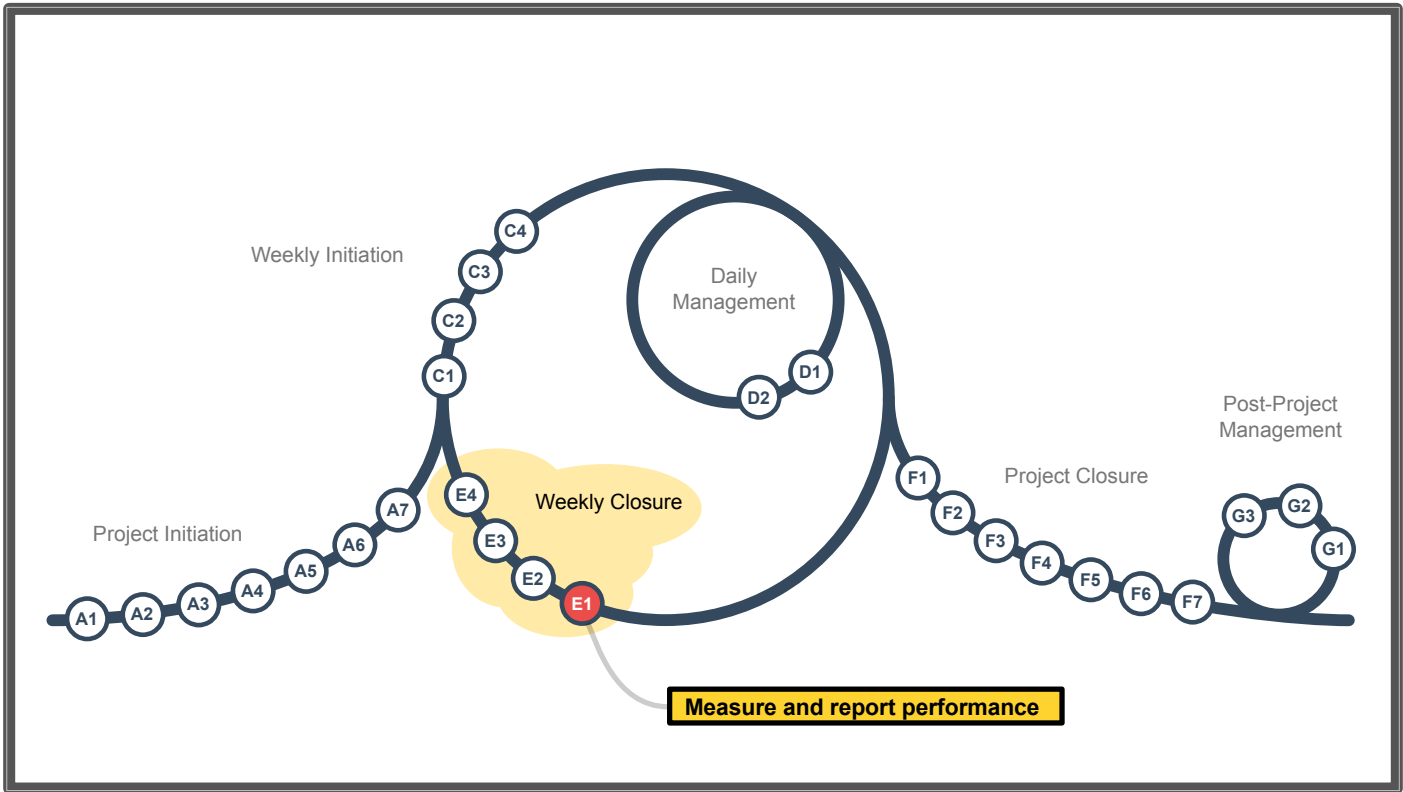 C4
Weekly Initiation
C3
C2
C1
Daily
Management
D1
D2
Post-Project
Management
Project Closure
F1
F2
F3
F4
F5
F6
F7
G3
G2
G1
Weekly Closure
E4
E3
E2
E1
Project Initiation
A7
A6
A5
A4
A3
A2
A1
Measure and report performance